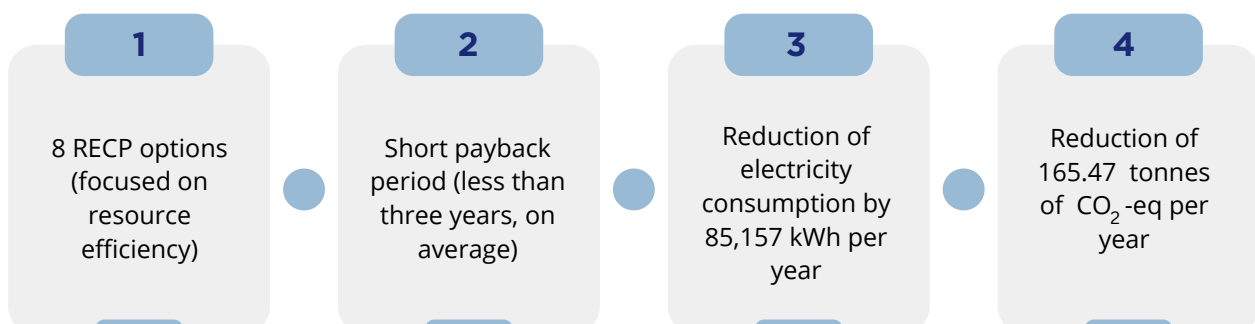 1
8 RECP options
(focused on
resource
efficiency)
2
Short payback
period (less than
three years, on
average)
3
Reduction of
electricity
consumption by
85,157 kWh per
year
4
Reduction of
165.47 tonnes
of CO₂-eq per
year